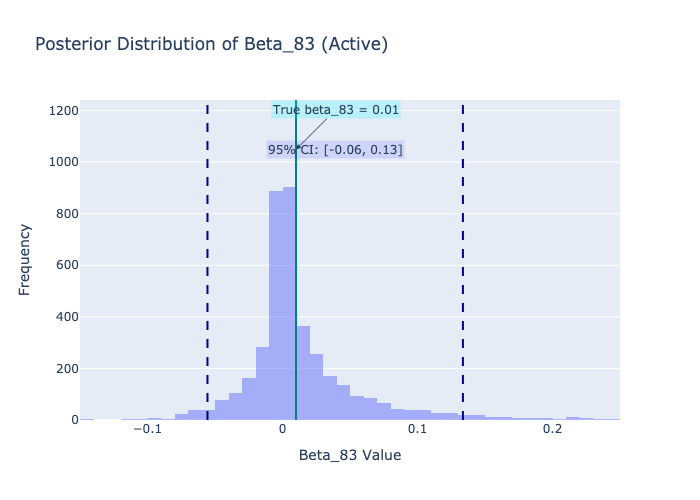 Posterior Distribution of Beta_83 (Active)
True beta_83 = 0.01
95% CI: [-0.06, 0.13]
1200
1000
800
600
400
200
0
Frequency
−0.1 0 0.1 0.2
Beta_83 Value